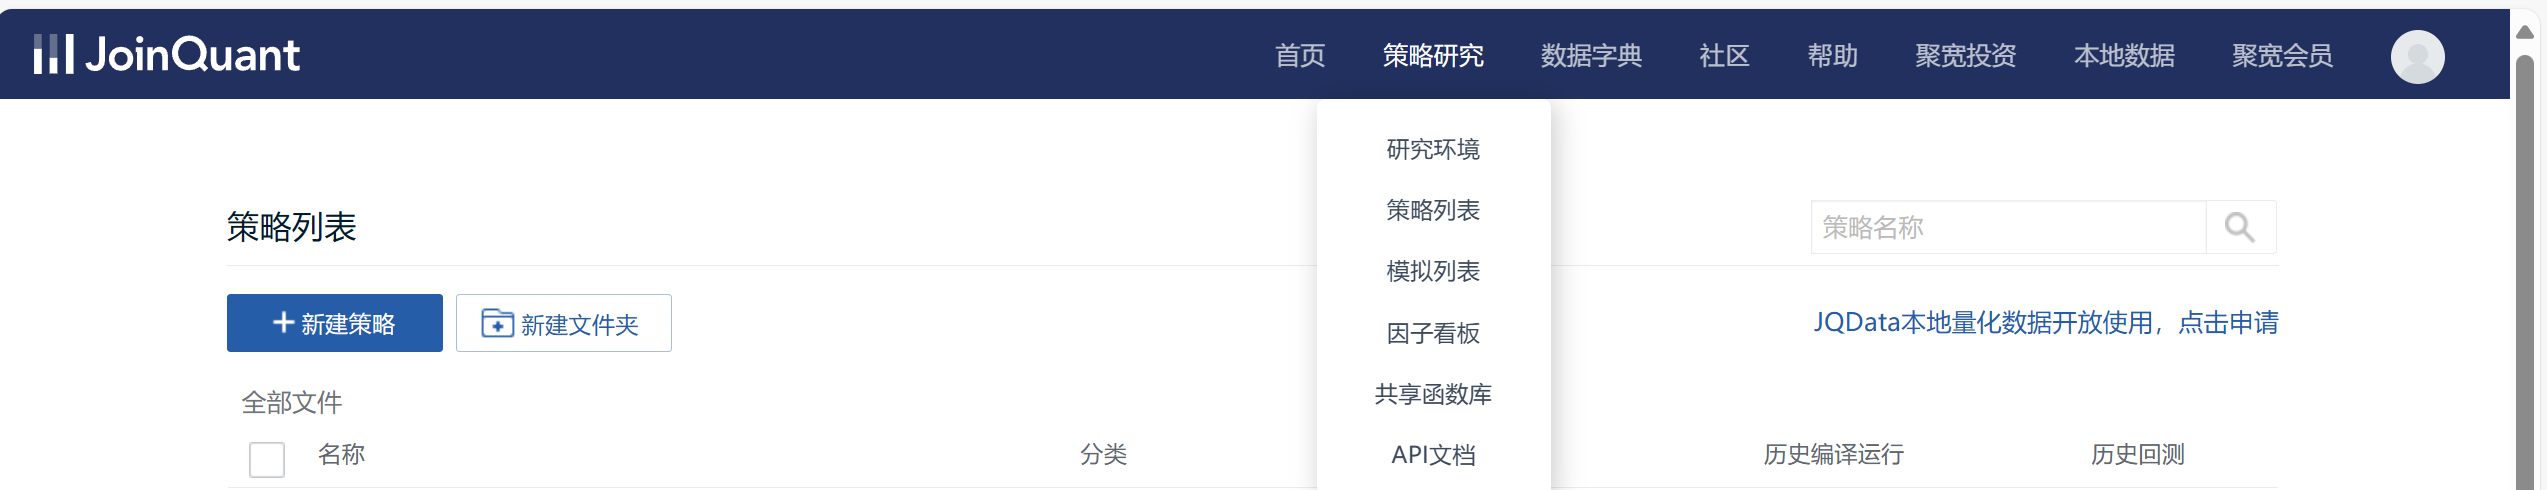 JoinQuant 首页 策略研究 数据字典 社区 帮助 聚宽投资 本地数据 聚宽会员
研究环境
策略列表
模拟列表
因子看板
共享函数库
API文档
策略列表
策略名称
新建策略 新建文件夹
JQData本地量化数据开放使用，点击申请
全部文件
名称 分类 历史编译运行 历史回测